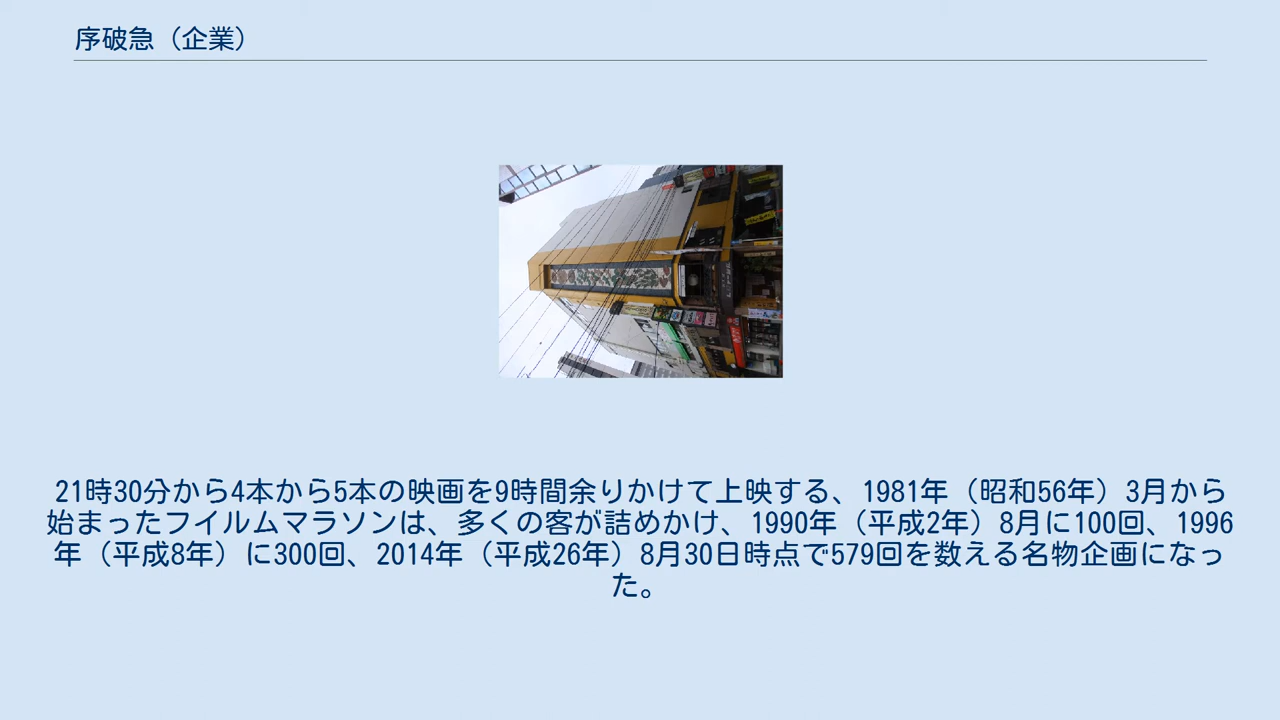 序破急（企業）
21時30分から4本から5本の映画を9時間余りかけて上映する、1981年（昭和56年）3月から
始まったフイルムマラソンは、多くの客が詰めかけ、1990年（平成2年）8月に100回、1996
年（平成8年）に300回、2014年（平成26年）8月30日時点で579回を数える名物企画になっ
た。